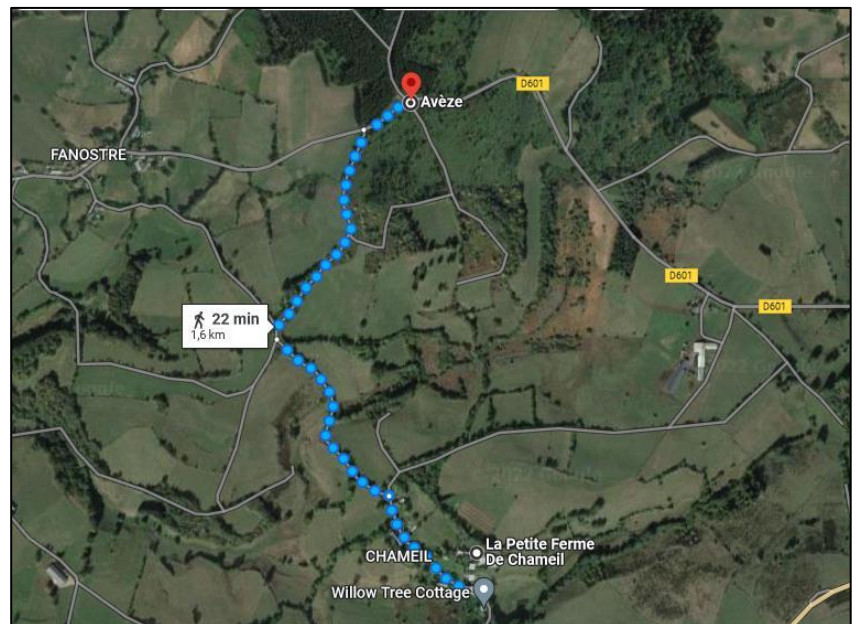 D601
Avèze
FANOSTRE
D601
D601
22 min
1,6 km
La Petite Ferme
De Chameil
CHAMEIL
Willow Tree Cottage